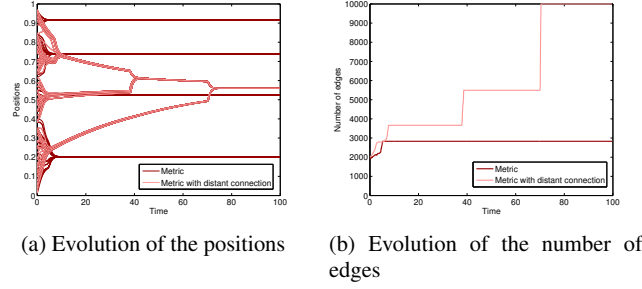 1
0.9
0.8
0.7
0.6
0.5
0.4
0.3
0.2
0.1
0
Positions
0 20 40 60 80 100
Time
Metric
Metric with distant connection
(a) Evolution of the positions
10000
9000
8000
7000
6000
5000
4000
3000
2000
1000
0
Number of edges
0 20 40 60 80 100
Time
Metric
Metric with distant connection
(b) Evolution of the number of
edges